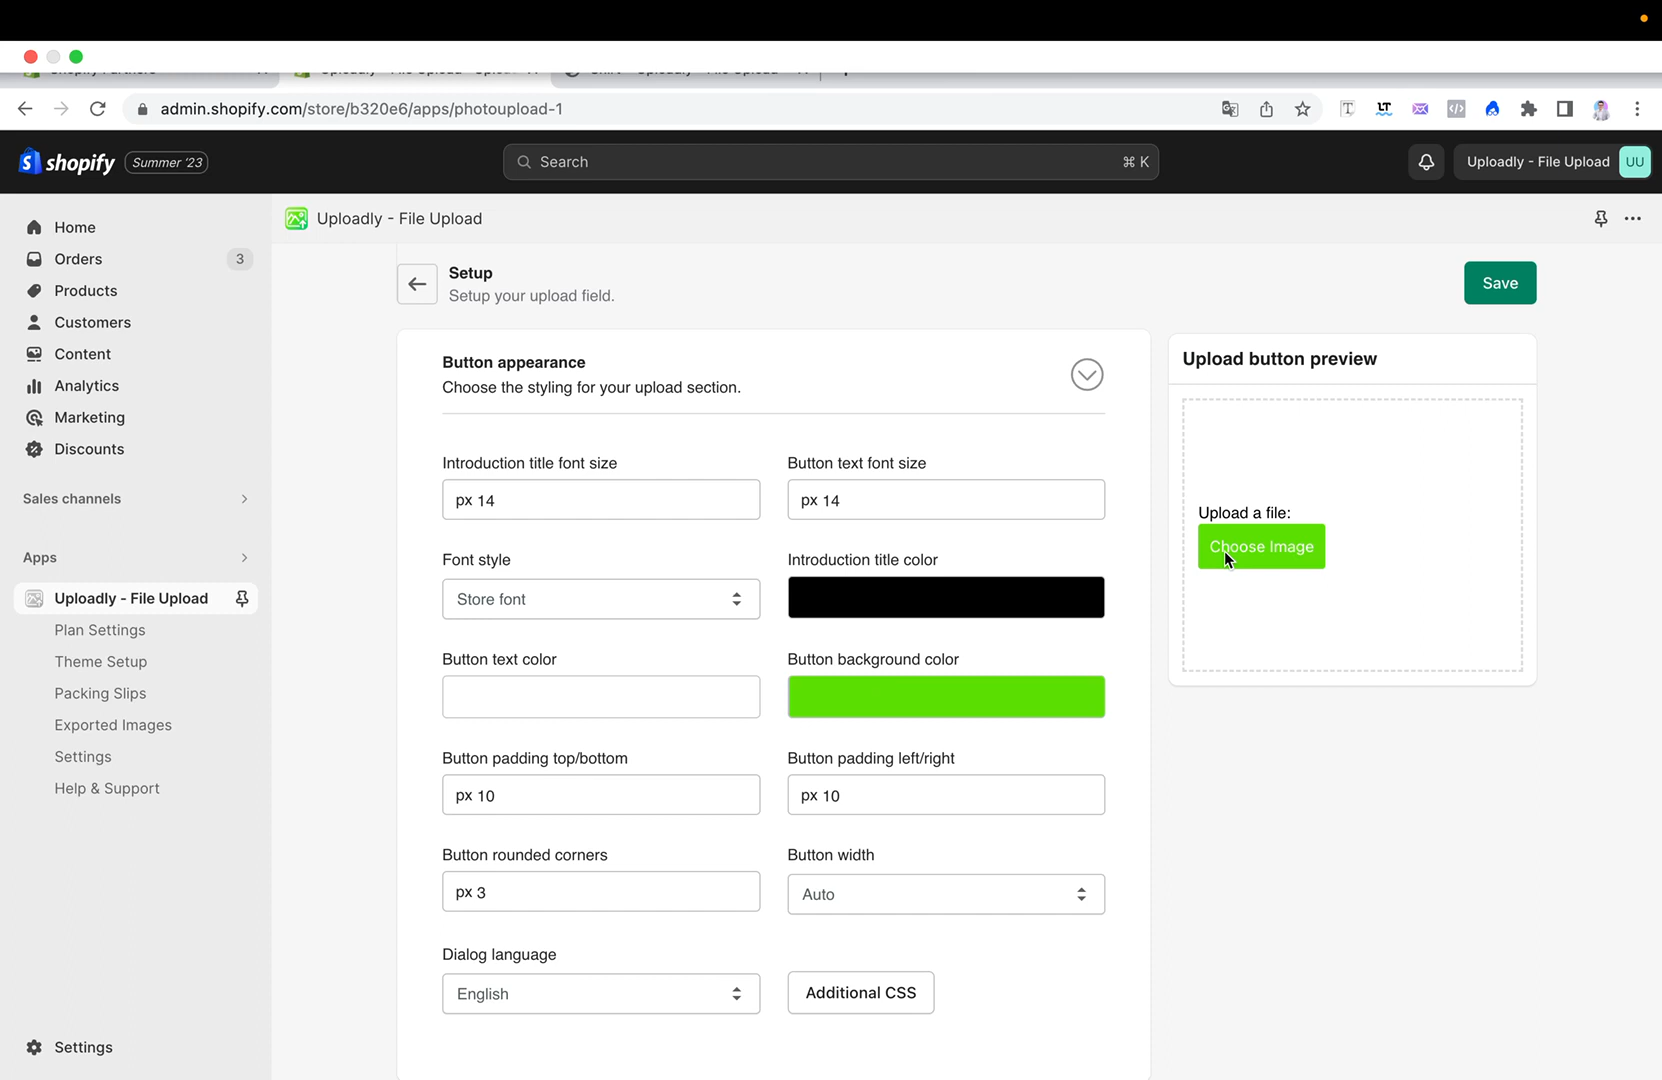 admin.shopify.com/store/b320e6/apps/photoupload-1
shopify
Summer '23
Search
⌘ K
Uploadly - File Upload
UU
Home
Orders
3
Products
Customers
Content
Analytics
Marketing
Discounts
Sales channels
Apps
Uploadly - File Upload
Plan Settings
Theme Setup
Packing Slips
Exported Images
Settings
Help & Support
Settings
Uploadly - File Upload
Setup
Setup your upload field.
Save
Button appearance
Choose the styling for your upload section.
Introduction title font size
Button text font size
px 14
px 14
Font style
Introduction title color
Store font
Button text color
Button background color
Button padding top/bottom
Button padding left/right
px 10
px 10
Button rounded corners
Button width
px 3
Auto
Dialog language
English
Additional CSS
Upload button preview
Upload a file:
Choose Image